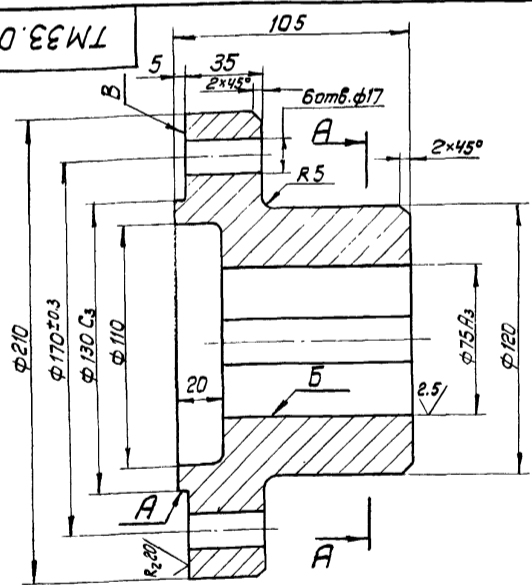 ТМ33.0
105
5
35
2×45°
В
6отв.ф17
А
2×45°
R5
ф210
ф170±0.3
ф130 С₃
ф110
20
Б
ф75А₃
ф120
2.5
А
Rz20
А